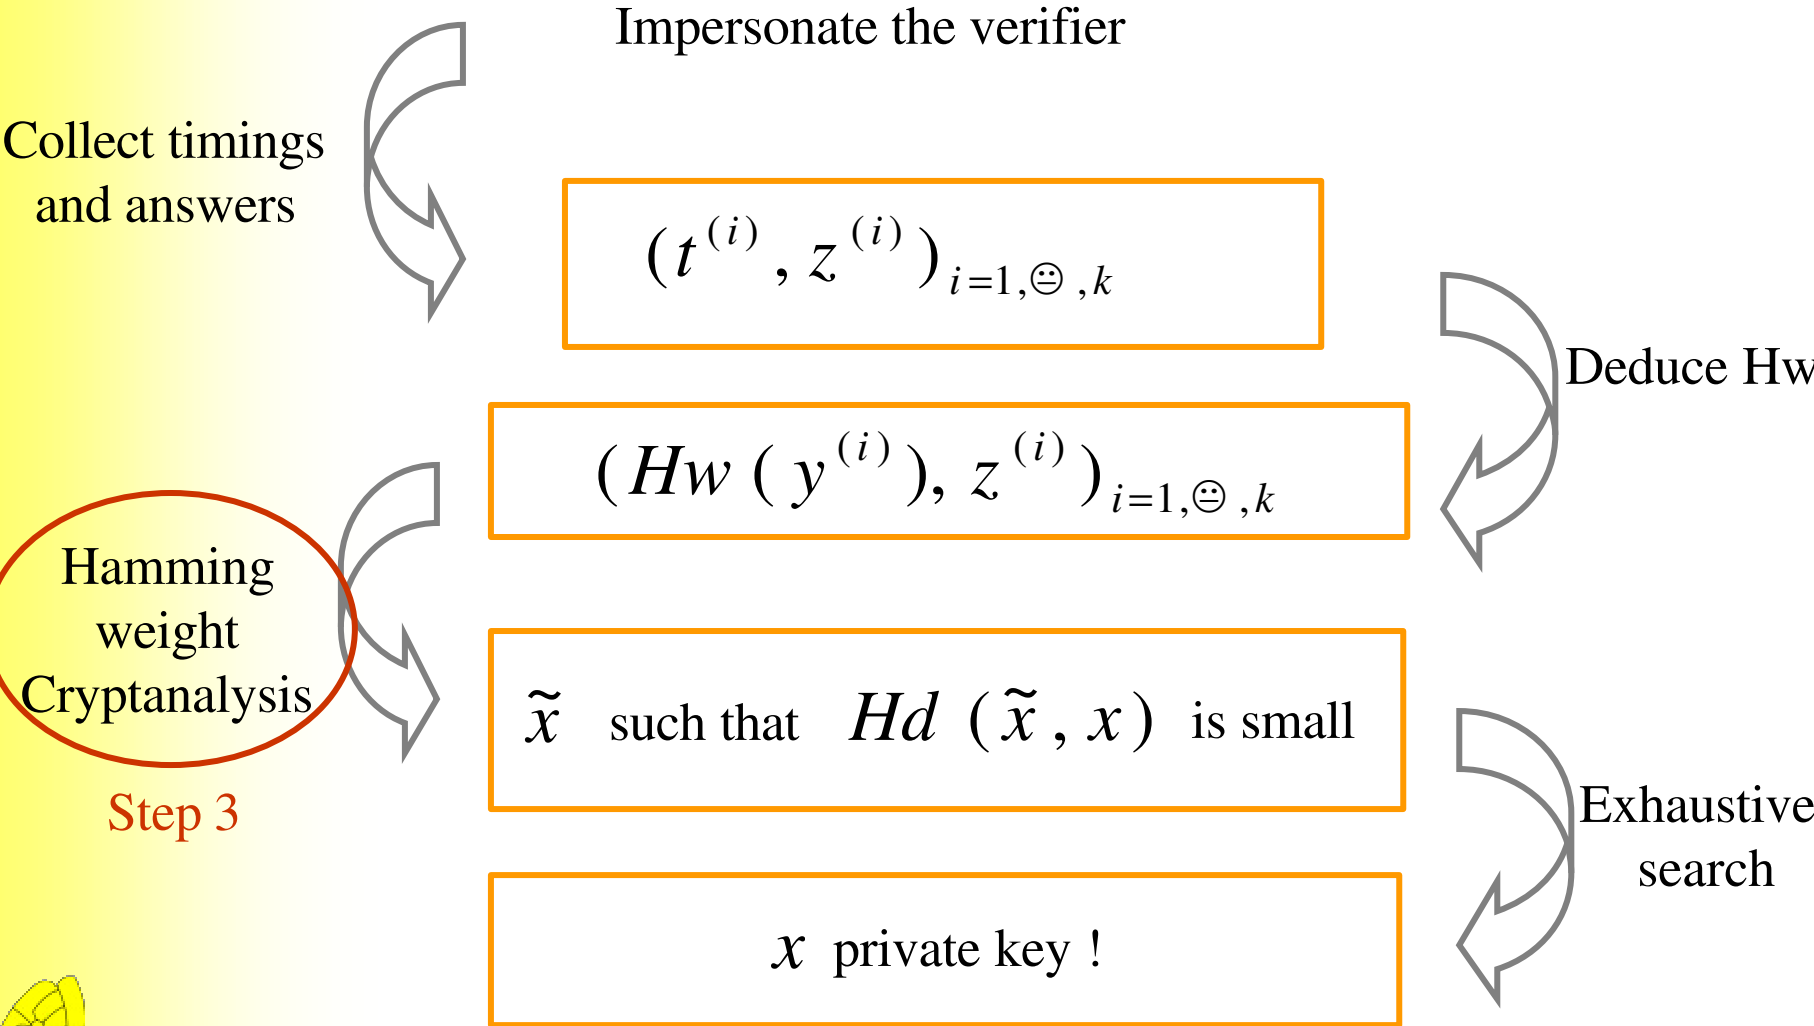 Impersonate the verifier
Collect timings
and answers
(t^(i), z^(i))_i=1,😐,k
Deduce Hw
(Hw(y^(i)), z^(i))_i=1,😐,k
Hamming
weight
Cryptanalysis
Step 3
x̃ such that Hd(x̃, x) is small
Exhaustive
search
x private key !